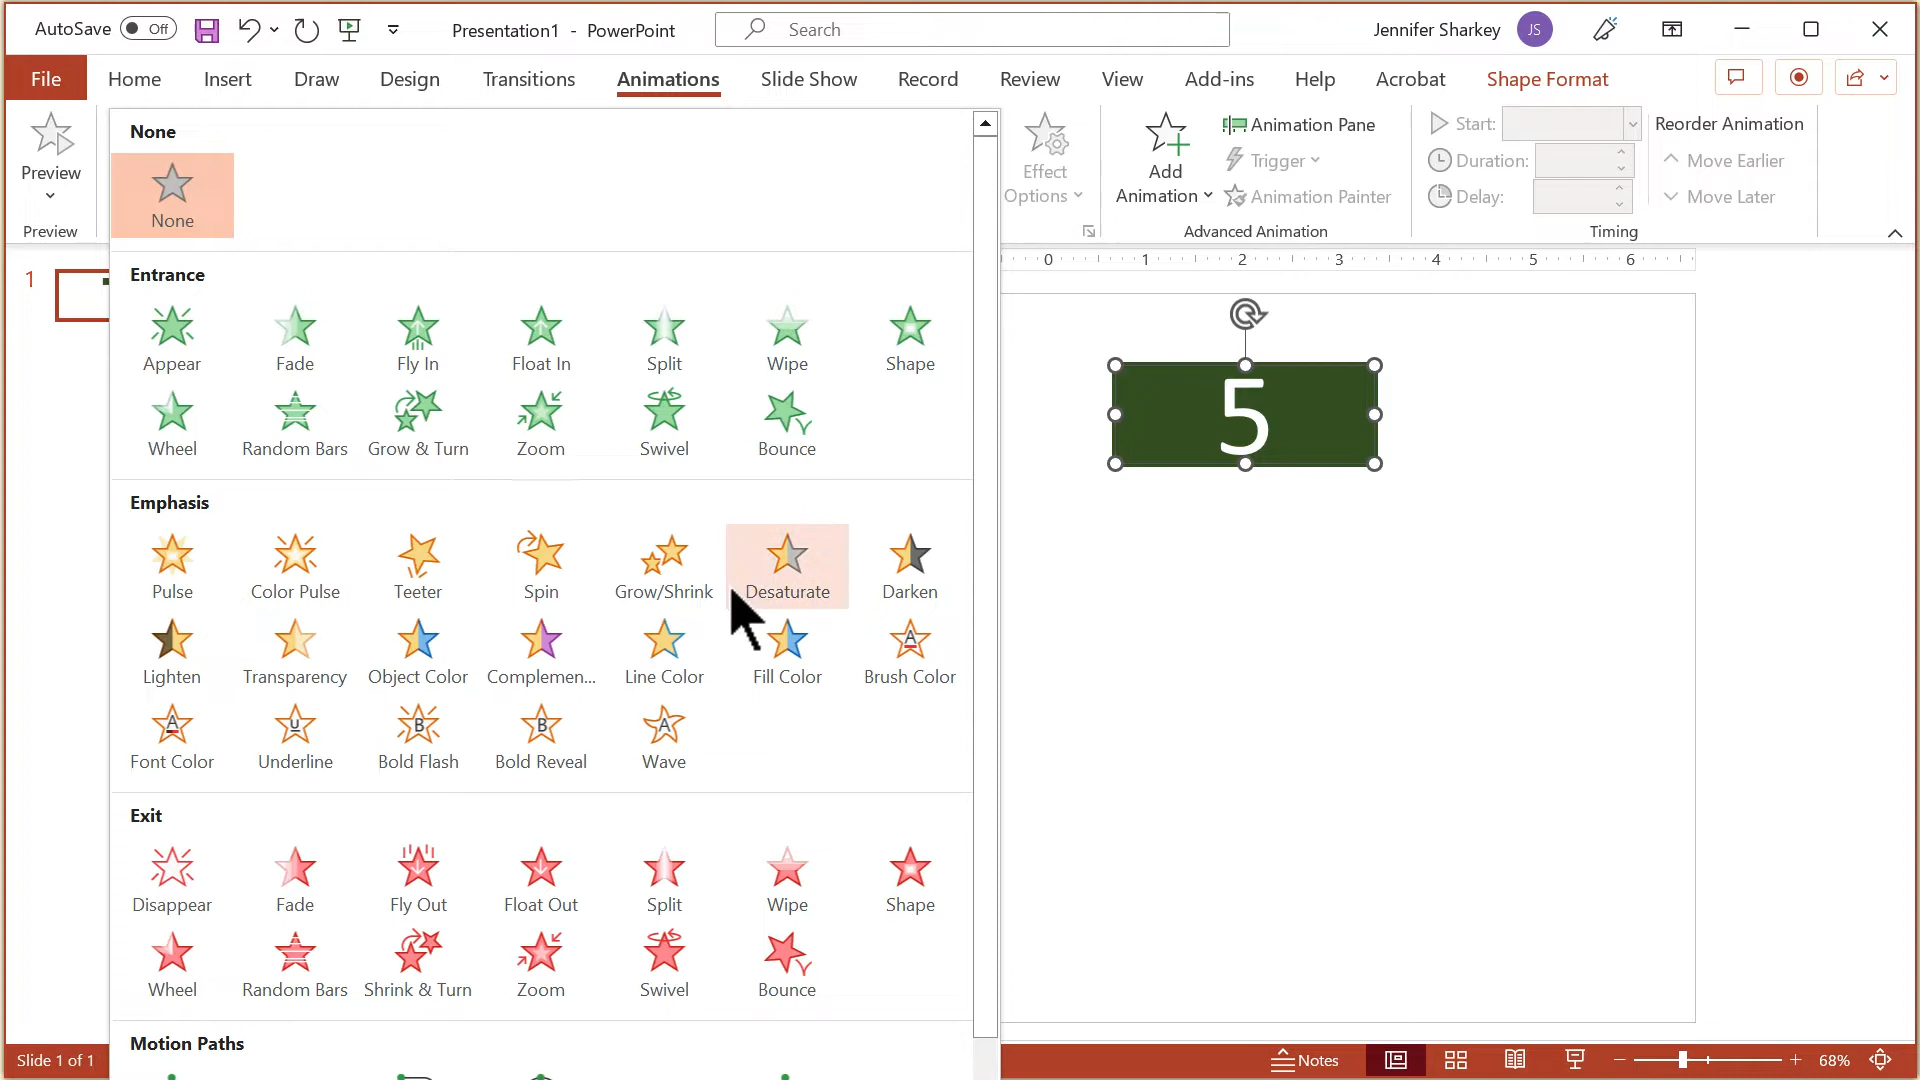 AutoSave Off Presentation1 - PowerPoint Search Jennifer Sharkey JS
File Home Insert Draw Design Transitions Animations Slide Show Record Review View Add-ins Help Acrobat Shape Format
Preview
Preview
Effect Options
Add Animation
Animation Pane
Trigger
Animation Painter
Advanced Animation
Start:
Duration:
Delay:
Reorder Animation
Move Earlier
Move Later
Timing
None
None
Entrance
Appear Fade Fly In Float In Split Wipe Shape
Wheel Random Bars Grow & Turn Zoom Swivel Bounce
Emphasis
Pulse Color Pulse Teeter Spin Grow/Shrink Desaturate Darken
Lighten Transparency Object Color Complemen... Line Color Fill Color Brush Color
Font Color Underline Bold Flash Bold Reveal Wave
Exit
Disappear Fade Fly Out Float Out Split Wipe Shape
Wheel Random Bars Shrink & Turn Zoom Swivel Bounce
Motion Paths
1
0 1 2 3 4 5 6
5
Slide 1 of 1 Notes 68%